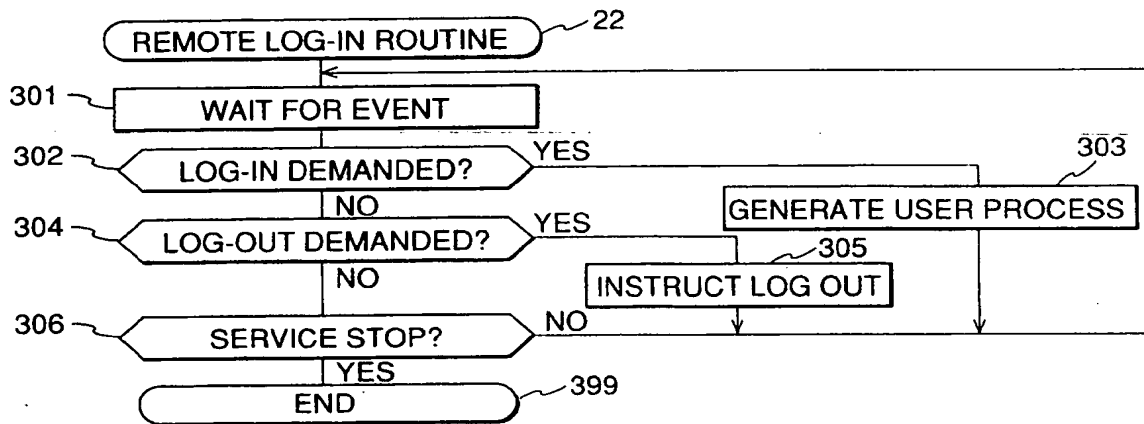 REMOTE LOG-IN ROUTINE 22
301 WAIT FOR EVENT
302 LOG-IN DEMANDED? YES
303
NO
GENERATE USER PROCESS
304 LOG-OUT DEMANDED? YES
305
NO
INSTRUCT LOG OUT
306 SERVICE STOP? NO
YES
END 399